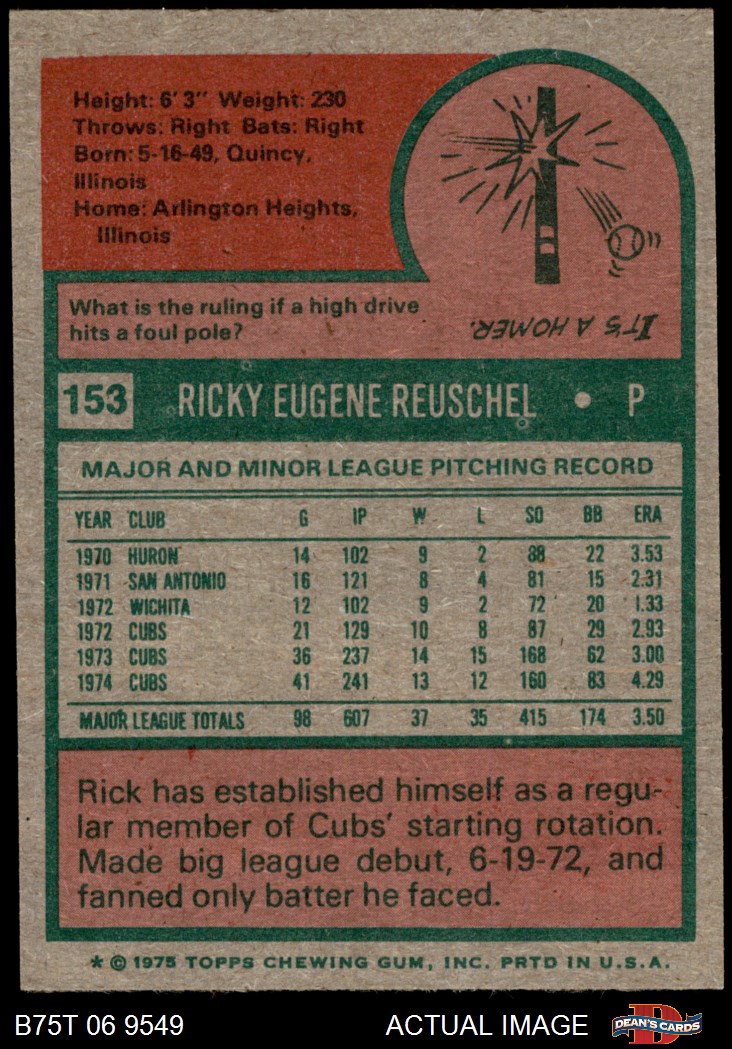 Height: 6'3" Weight: 230
Throws: Right Bats: Right
Born: 5-16-49, Quincy,
Illinois
Home: Arlington Heights,
Illinois
What is the ruling if a high drive
hits a foul pole?
IT'S A HOMER.
153 RICKY EUGENE REUSCHEL • P
MAJOR AND MINOR LEAGUE PITCHING RECORD
YEAR CLUB G IP W L SO BB ERA
1970 HURON 14 102 9 2 88 22 3.53
1971 SAN ANTONIO 16 121 8 4 81 15 2.31
1972 WICHITA 12 102 9 2 72 20 1.33
1972 CUBS 21 129 10 8 87 29 2.93
1973 CUBS 36 237 14 15 168 62 3.00
1974 CUBS 41 241 13 12 160 83 4.29
MAJOR LEAGUE TOTALS 98 607 37 35 415 174 3.50
Rick has established himself as a regu-
lar member of Cubs' starting rotation.
Made big league debut, 6-19-72, and
fanned only batter he faced.
* © 1975 TOPPS CHEWING GUM, INC. PRTD IN U.S.A.
B75T 06 9549 ACTUAL IMAGE D DEAN'S CARDS